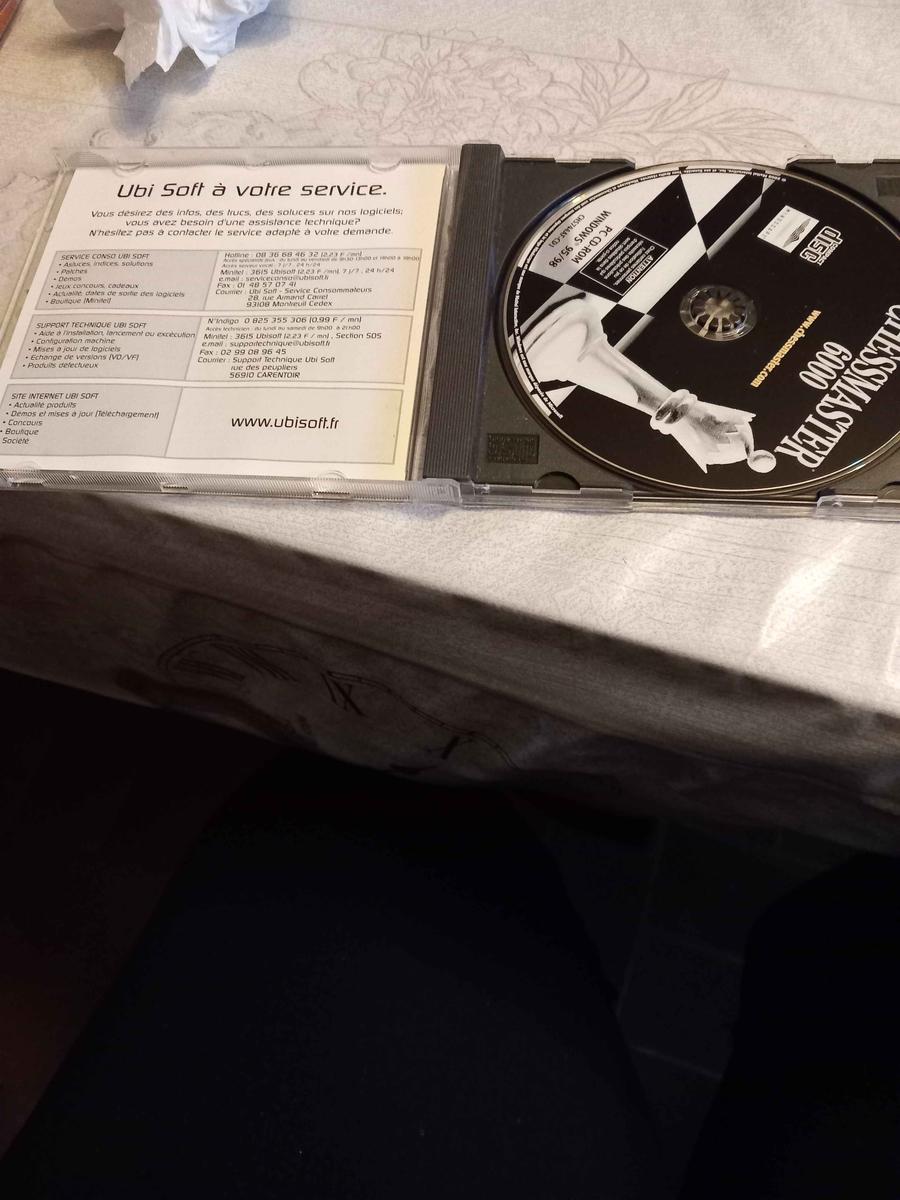 Ubi Soft à votre service.
Vous désirez des infos, des trucs, des soluces sur nos logiciels;
vous avez besoin d'une assistance technique?
N'hésitez pas à contacter le service adapté à votre demande.
SERVICE CONSO UBI SOFT
• Astuces, indices, solutions
• Patches
• Démos
• Jeux concours, cadeaux
• Actualité, dates de sortie des logiciels
• Boutique (Minitel)
Hotline : 08 36 68 46 32 (2,23 F / mn)
Accès serveur vocal : 7 j / 7 , 24 h / 24
Minitel : 3615 Ubisoft (2,23 F / mn), 7 j / 7 , 24 h / 24
e.mail : serviceconso@ubisoft.fr
Fax : 01 48 57 07 41
Courrier : Ubi Soft - Service Consommateurs
28, rue Armand Carrel
93108 Montreuil Cedex
SUPPORT TECHNIQUE UBI SOFT
• Aide à l'installation, lancement ou exécution
• Configuration machine
• Mises à jour de logiciels
• Echange de versions (VO/VF)
• Produits défectueux
N°Indigo 0 825 355 306 (0,99 F / mn)
Accès technicien : du lundi au samedi de 9h00 à 21h00
Minitel : 3615 Ubisoft (2,23 F / mn) , Section SOS
e.mail : supportechnique@ubisoft.fr
Fax : 02 99 08 96 45
Courrier : Support Technique Ubi Soft
rue des peupliers
56910 CARENTOIR
SITE INTERNET UBI SOFT
• Actualité produits
• Démos et mises à jour (Téléchargement)
• Concours
• Boutique
Société
www.ubisoft.fr
CHESSMASTER
6000
www.chessmaster.com
COMPACT
disc
MINDSCAPE
PC CD-ROM
WINDOWS 95/98
ATTENTION